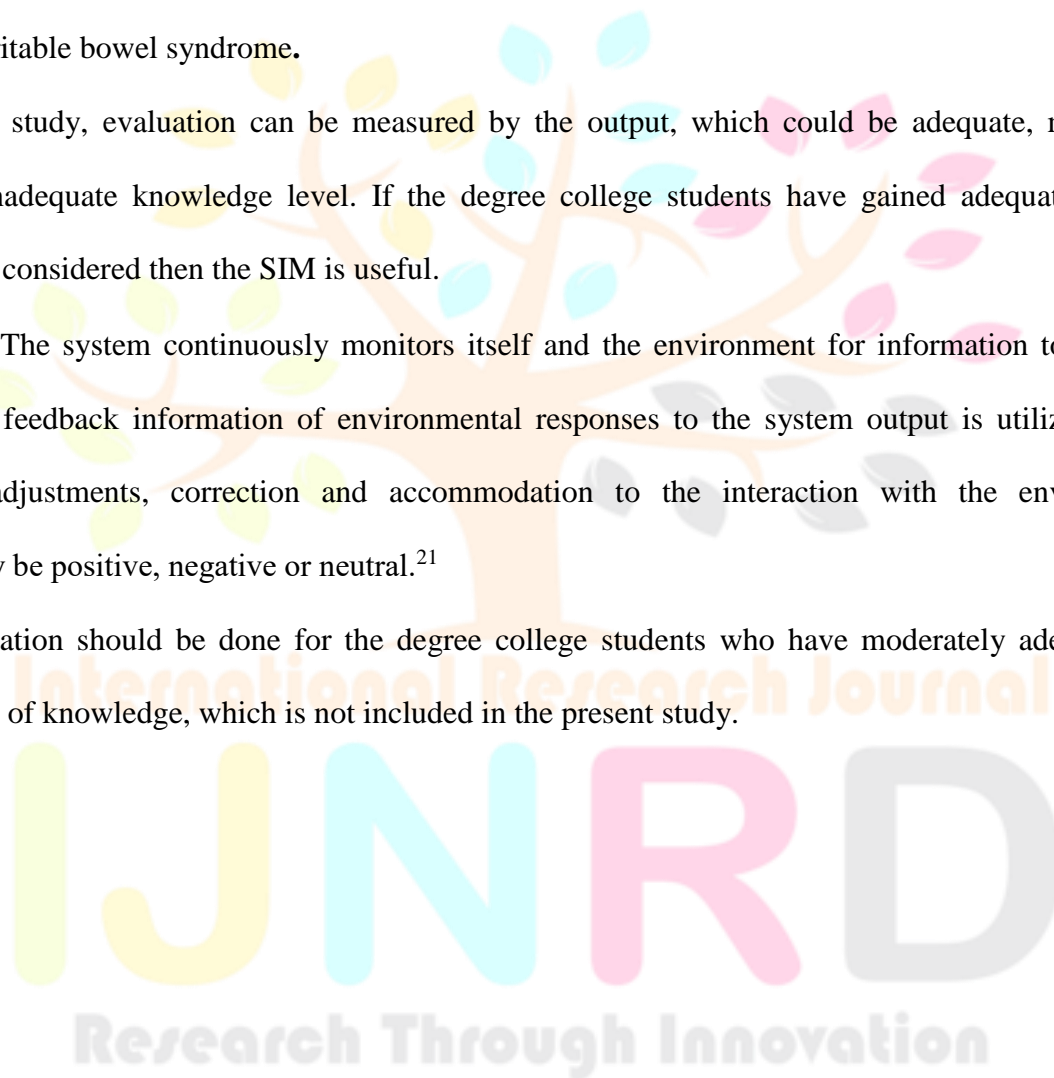 ritable bowel syndrome.
study, evaluation can be measured by the output, which could be adequate,
nadequate knowledge level. If the degree college students have gained adequat
considered then the SIM is useful.
The system continuously monitors itself and the environment for information to
feedback information of environmental responses to the system output is utiliz
adjustments, correction and accommodation to the interaction with the env
y be positive, negative or neutral.21
ation should be done for the degree college students who have moderately ade
International Research Journal
of knowledge, which is not included in the present study.
IJNRD
Research Through Innovation